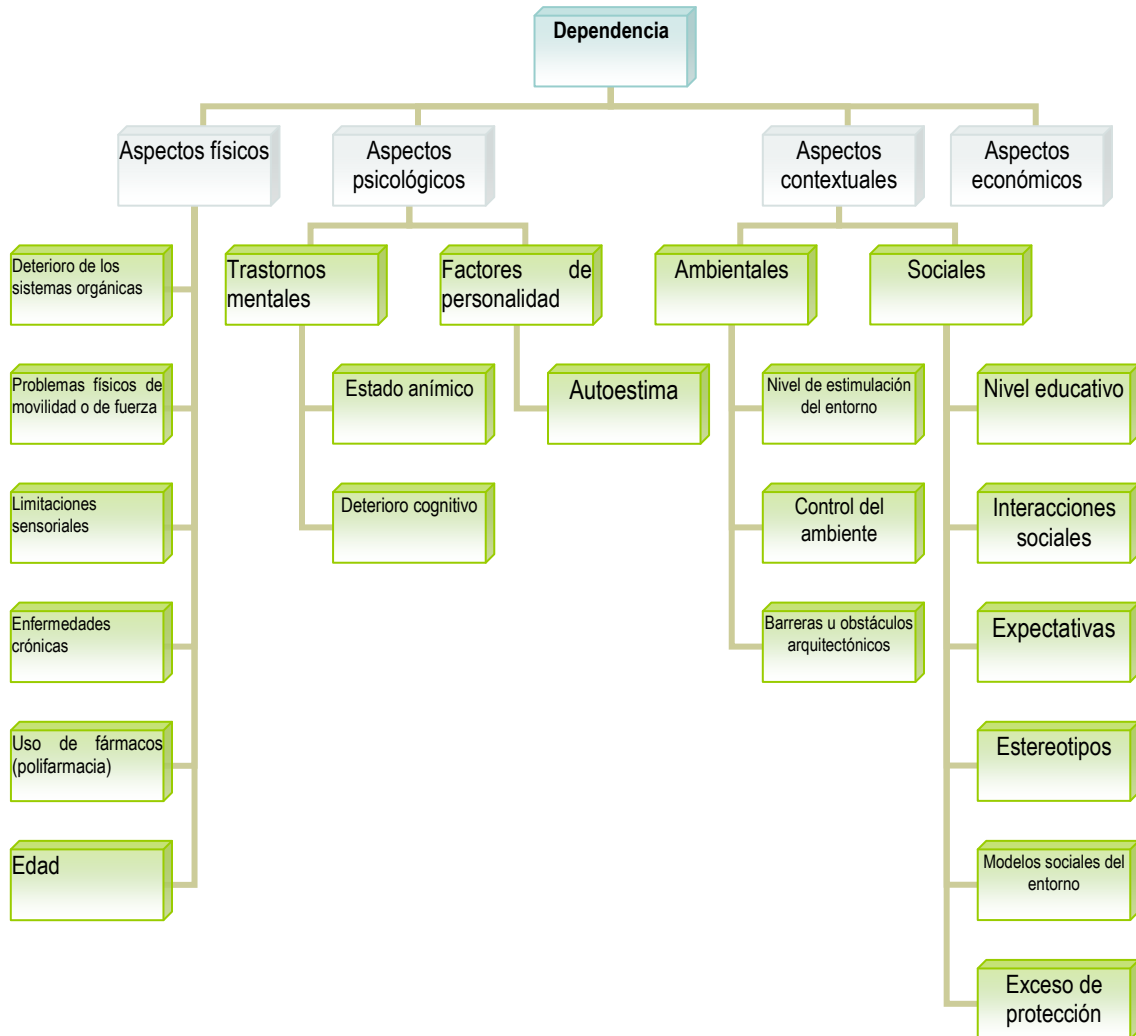 Dependencia
Aspectos físicos
Aspectos
psicológicos
Aspectos
contextuales
Aspectos
económicos
Deterioro de los
sistemas orgánicas
Problemas físicos de
movilidad o de fuerza
Limitaciones
sensoriales
Enfermedades
crónicas
Uso de fármacos
(polifarmacia)
Edad
Trastornos
mentales
Estado anímico
Deterioro cognitivo
Factores de
personalidad
Autoestima
Ambientales
Nivel de estimulación
del entorno
Control del
ambiente
Barreras u obstáculos
arquitectónicos
Sociales
Nivel educativo
Interacciones
sociales
Expectativas
Estereotipos
Modelos sociales del
entorno
Exceso de
protección